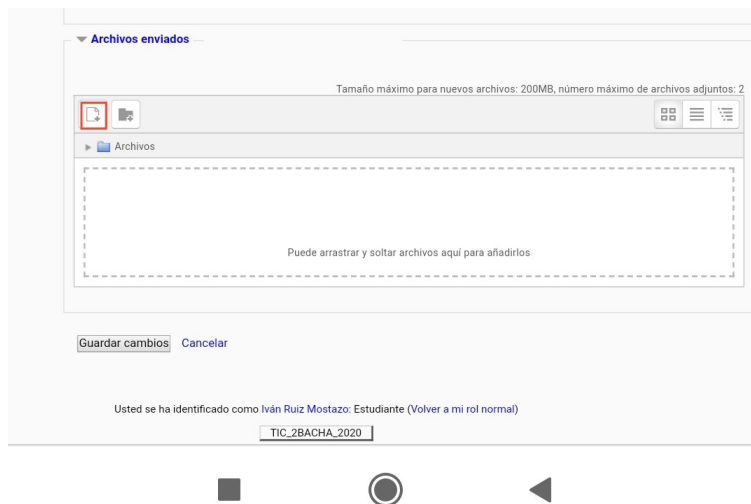 Archivos enviados
Tamaño máximo para nuevos archivos: 200MB, número máximo de archivos adjuntos: 2
Archivos
Puede arrastrar y soltar archivos aquí para añadirlos
Guardar cambios Cancelar
Usted se ha identificado como Iván Ruiz Mostazo: Estudiante (Volver a mi rol normal)
TIC_2BACHA_2020